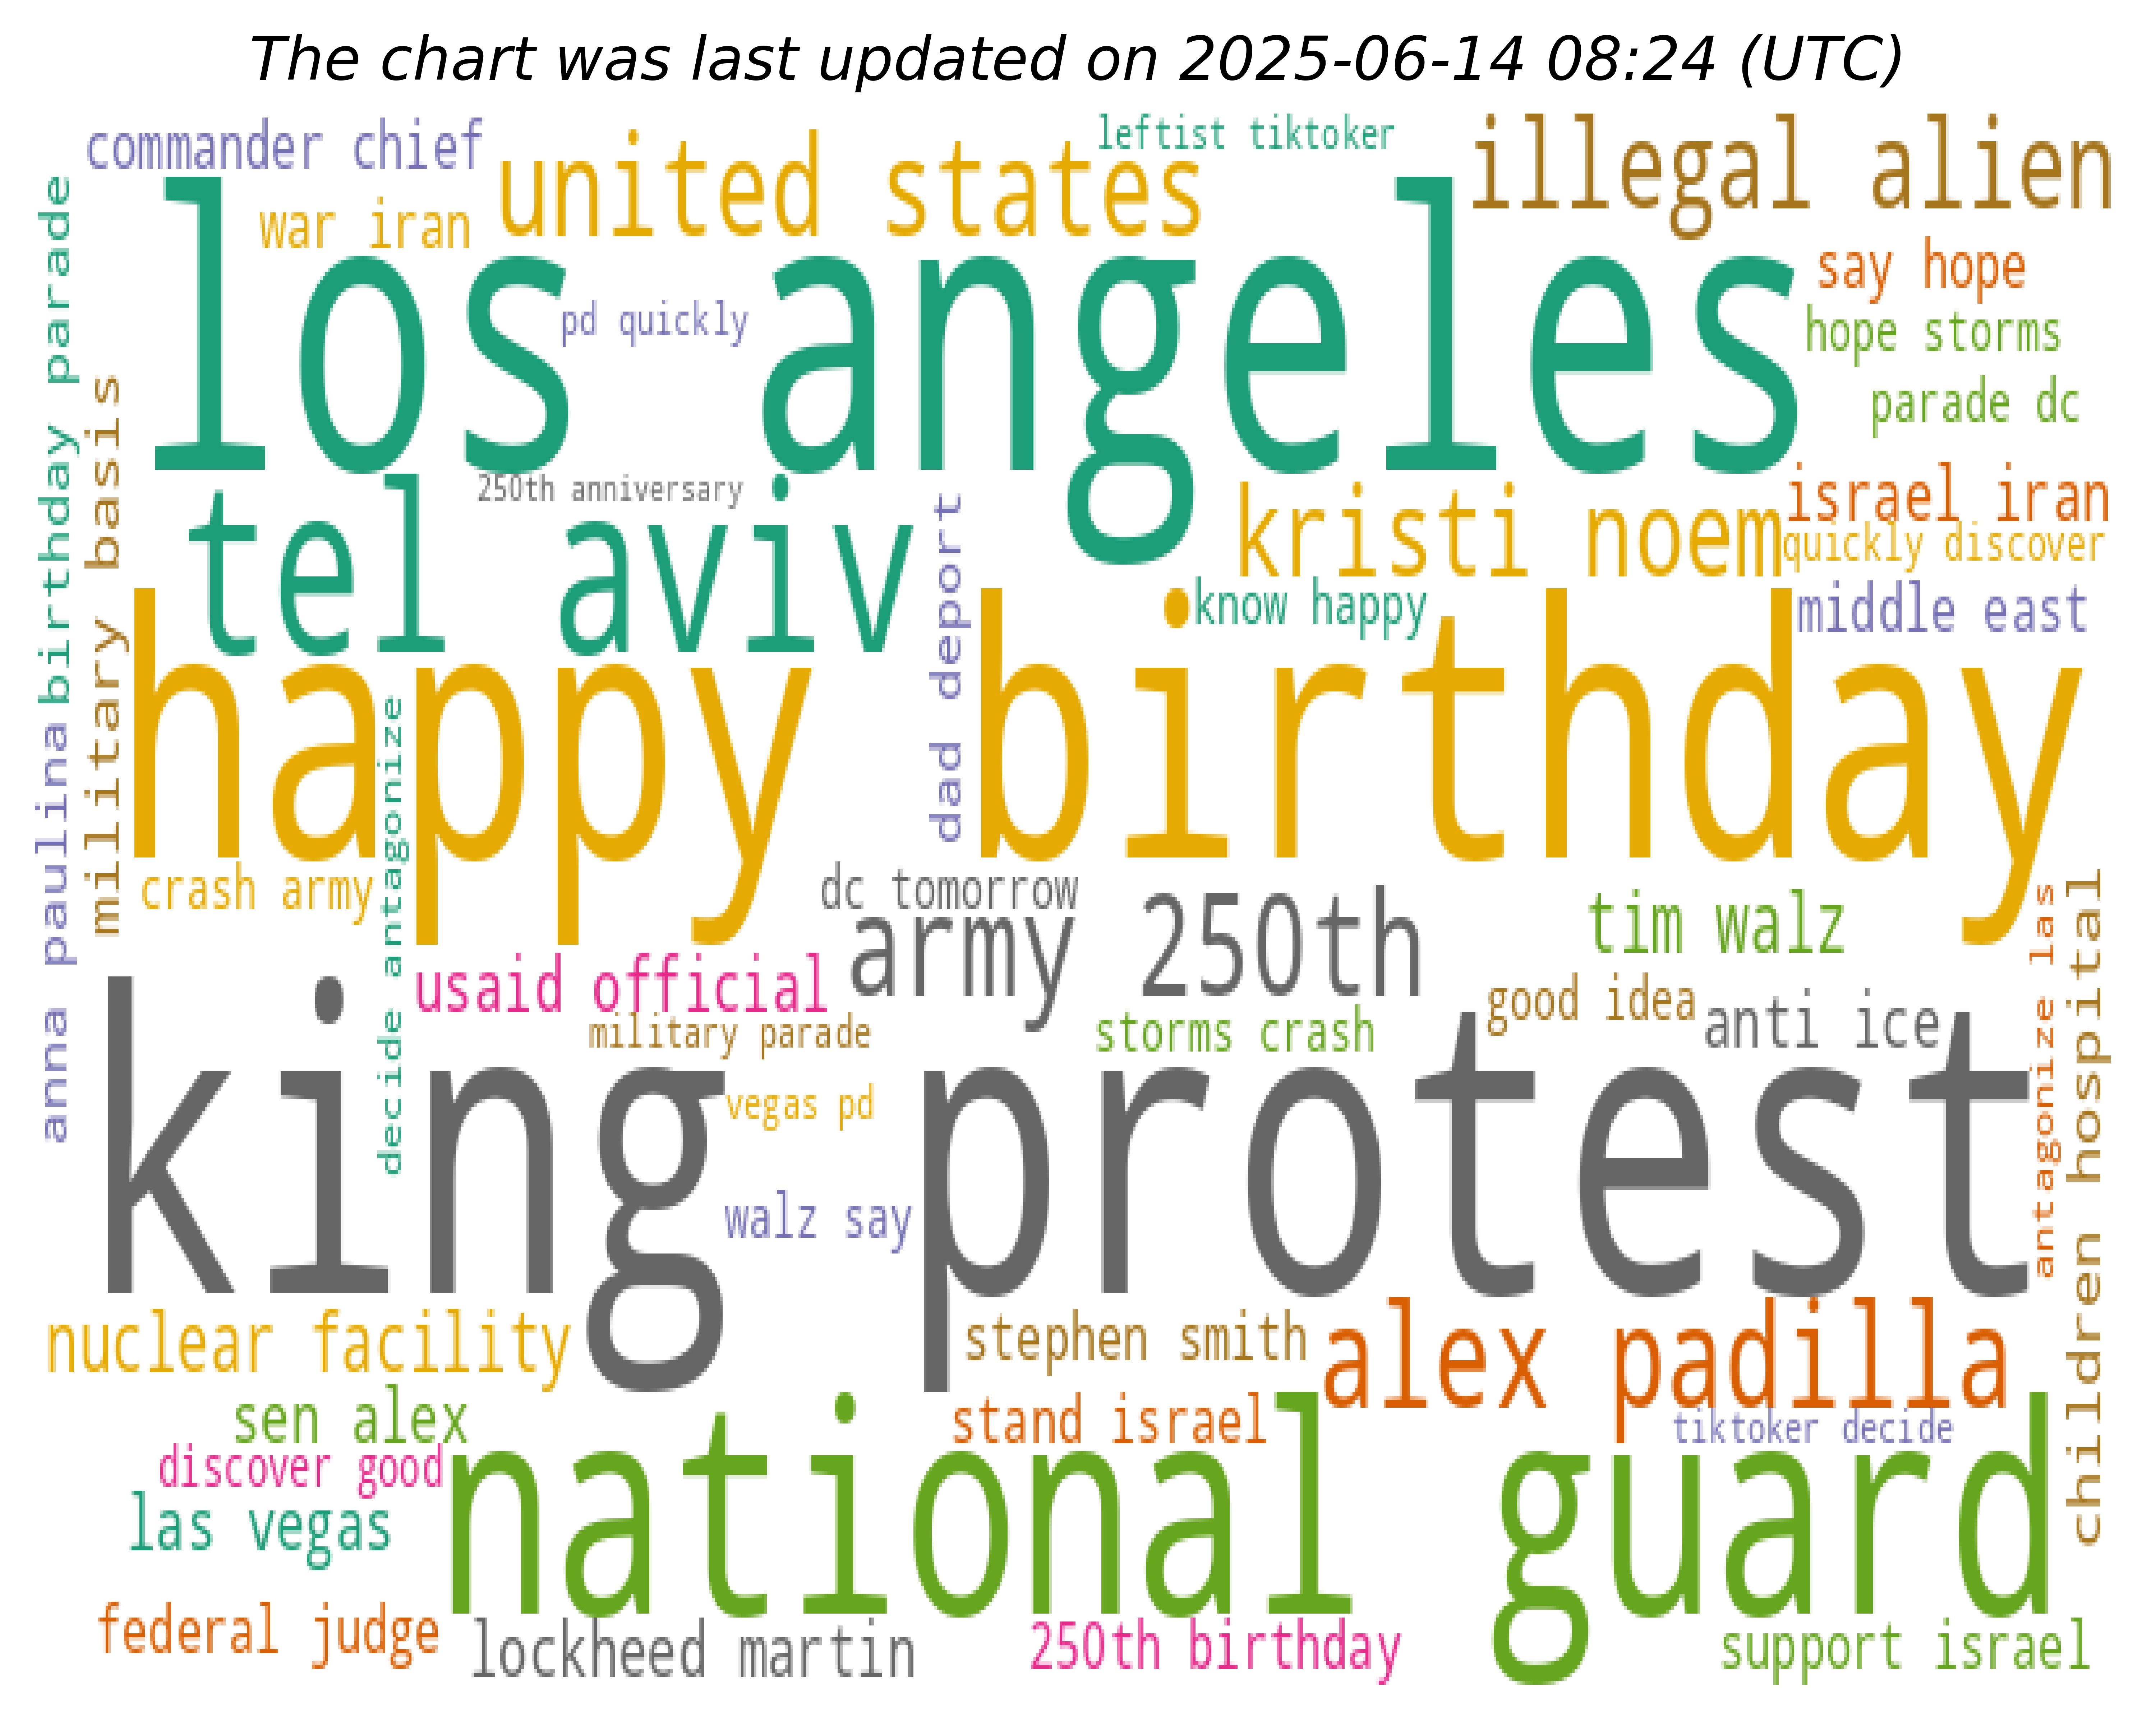 The chart was last updated on 2025-06-14 08:24 (UTC)
commander chief
leftist tiktoker
illegal alien
united states
war iran
birthday parade
los angeles
say hope
hope storms
pd quickly
parade dc
military basis
israel iran
250th anniversary
tel aviv
kristi noem
quickly discover
dad deport
know happy
middle east
happy birthday
anna paulina
decide antagonize
crash army
dc tomorrow
army 250th
tim walz
antagonize las
children hospital
usaid official
good idea
anti ice
military parade
storms crash
king protest
vegas pd
walz say
nuclear facility
stephen smith
alex padilla
sen alex
stand israel
tiktoker decide
discover good
national guard
las vegas
federal judge
lockheed martin
250th birthday
support israel